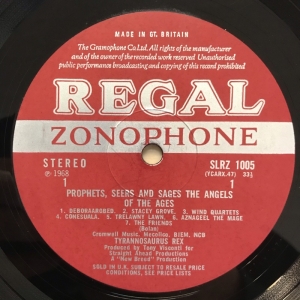 MADE IN GT. BRITAIN
The Gramophone Co Ltd. All rights of the manufacturer
and of the owner of the recorded work reserved Unauthorised
public performance broadcasting and copying of this record prohibited
REGAL
ZONOPHONE
STEREO SLRZ 1005
℗ 1968 (YCARX.47) 33⅓
1 1
PROPHETS, SEERS AND SAGES THE ANGELS
OF THE AGES
1. DEBORAAROBED. 2. STACEY GROVE. 3. WIND QUARTETS
4. CONESUALA. 5. TRELAWNY LAWN. 6. AZNAGEEL THE MAGE
7. THE FRIENDS
(Bolan)
Cromwell Music, Mecolico, BIEM, NCB
TYRANNOSAURUS REX
Produced by Tony Visconti for
Straight Ahead Productions
A "New Breed" Production
SOLD IN U.K. SUBJECT TO RESALE PRICE
CONDITIONS, SEE PRICE LISTS